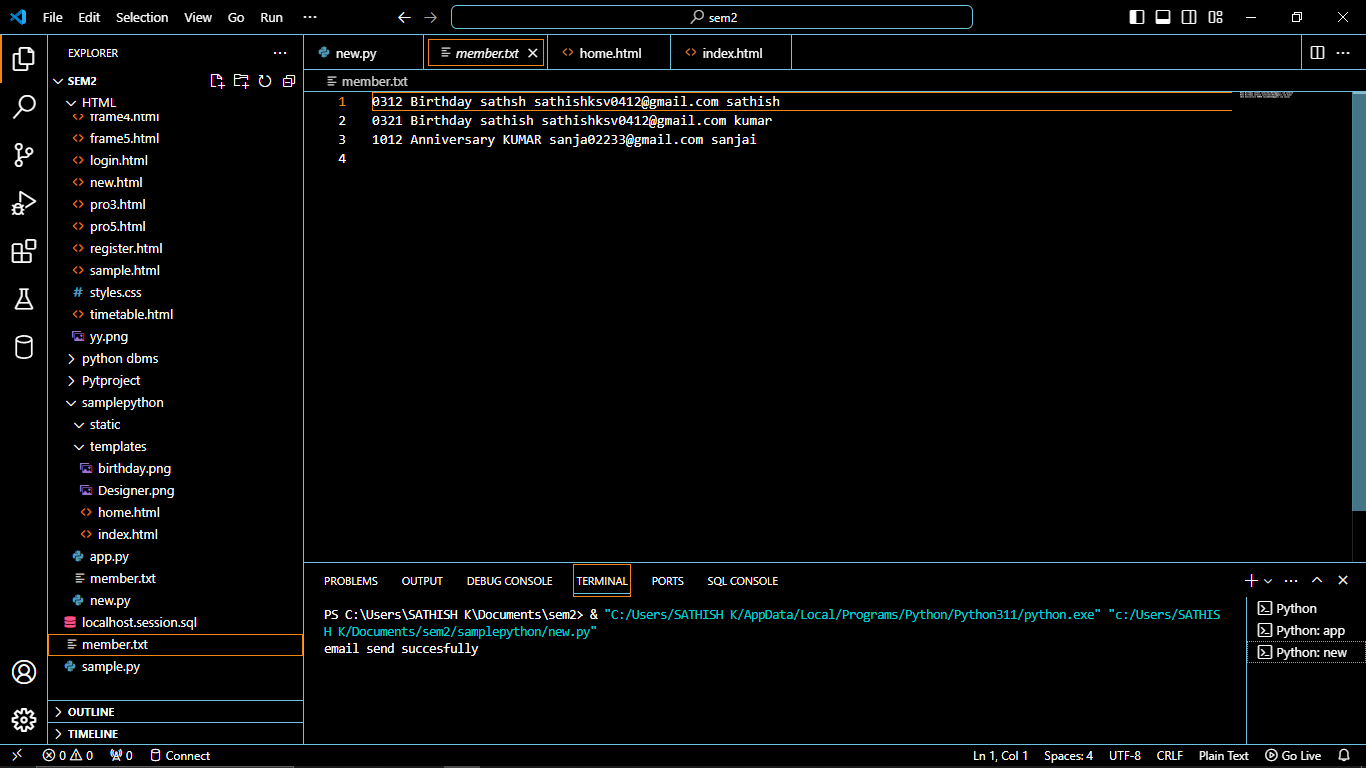 File Edit Selection View Go Run ··· sem2
EXPLORER ···
SEM2
HTML
frame4.html
frame5.html
login.html
new.html
pro3.html
pro5.html
register.html
sample.html
styles.css
timetable.html
yy.png
python dbms
Pytproject
samplepython
static
templates
birthday.png
Designer.png
home.html
index.html
app.py
member.txt
new.py
localhost.session.sql
member.txt
sample.py
OUTLINE
TIMELINE
new.py member.txt home.html index.html
member.txt
1 0312 Birthday sathsh sathishksv0412@gmail.com sathish
2 0321 Birthday sathish sathishksv0412@gmail.com kumar
3 1012 Anniversary KUMAR sanja02233@gmail.com sanjai
4
PROBLEMS OUTPUT DEBUG CONSOLE TERMINAL PORTS SQL CONSOLE
PS C:\Users\SATHISH K\Documents\sem2> & "C:/Users/SATHISH K/AppData/Local/Programs/Python/Python311/python.exe" "c:/Users/SATHIS
H K/Documents/sem2/samplepython/new.py"
email send succesfully
Python
Python: app
Python: new
0 0 0 Connect Ln 1, Col 1 Spaces: 4 UTF-8 CRLF Plain Text Go Live